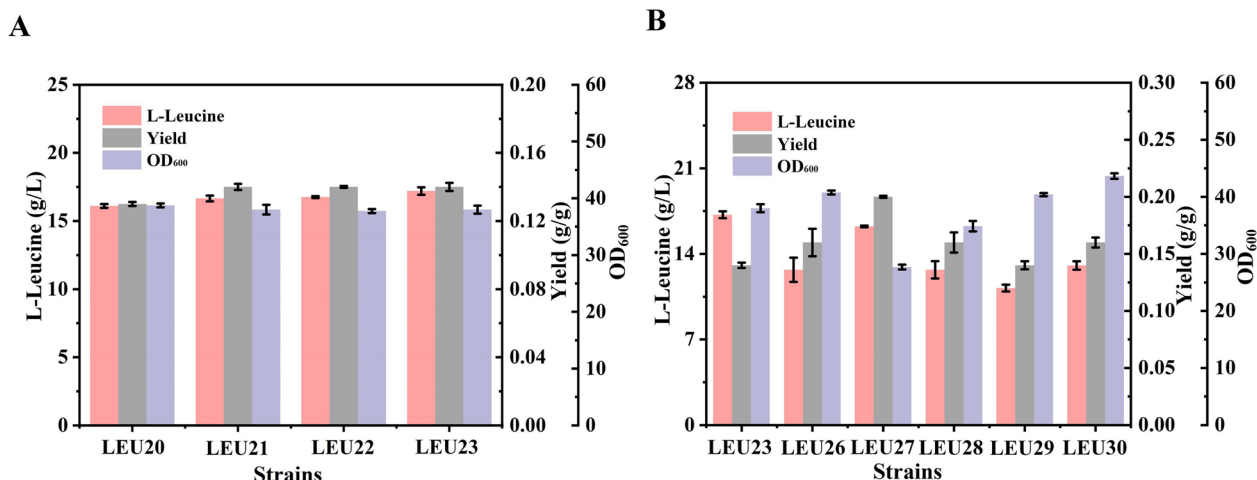 A
25
20
15
10
5
0
L-Leucine (g/L)
L-Leucine
Yield
OD₆₀₀
0.20
0.16
0.12
0.08
0.04
0.00
Yield (g/g)
60
50
40
30
20
10
0
OD₆₀₀
LEU20 LEU21 LEU22 LEU23
Strains
B
28
21
14
7
0
L-Leucine (g/L)
L-Leucine
Yield
OD₆₀₀
0.30
0.25
0.20
0.15
0.10
0.05
0.00
Yield (g/g)
60
50
40
30
20
10
0
OD₆₀₀
LEU23 LEU26 LEU27 LEU28 LEU29 LEU30
Strains